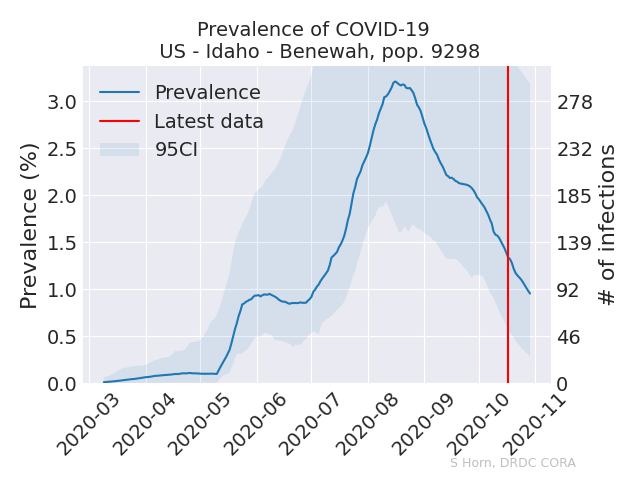 Prevalence of COVID-19
US - Idaho - Benewah, pop. 9298
Prevalence
Latest data
95CI
Prevalence (%)
3.0
2.5
2.0
1.5
1.0
0.5
0.0
278
232
185
139
92
46
0
# of infections
2020-03
2020-04
2020-05
2020-06
2020-07
2020-08
2020-09
2020-10
2020-11
S Horn, DRDC CORA